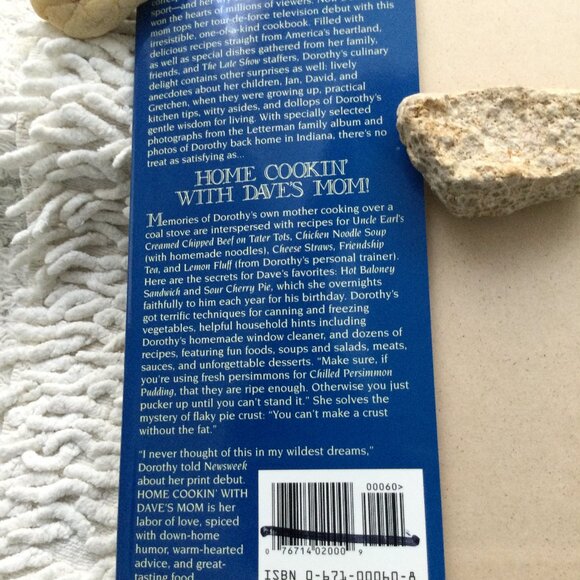 sport—and her wry
won the hearts of millions of viewers. Now
mom tops her tour-de-force television debut with this
irresistible, one-of-a-kind cookbook. Filled with
delicious recipes straight from America's heartland,
as well as special dishes gathered from her family,
friends, and The Late Show staffers, Dorothy's culinary
delight contains other surprises as well: lively
anecdotes about her children, Jan, David, and
Gretchen, when they were growing up, practical
kitchen tips, witty asides, and dollops of Dorothy's
gentle wisdom for living. With specially selected
photographs from the Letterman family album and
photos of Dorothy back home in Indiana, there's no
treat as satisfying as...
HOME COOKIN'
WITH DAVE'S MOM!
Memories of Dorothy's own mother cooking over a
coal stove are interspersed with recipes for Uncle Earl's
Creamed Chipped Beef on Tater Tots, Chicken Noodle Soup
(with homemade noodles), Cheese Straws, Friendship
Tea, and Lemon Fluff (from Dorothy's personal trainer).
Here are the secrets for Dave's favorites: Hot Baloney
Sandwich and Sour Cherry Pie, which she overnights
faithfully to him each year for his birthday. Dorothy's
got terrific techniques for canning and freezing
vegetables, helpful household hints including
Dorothy's homemade window cleaner, and dozens of
recipes, featuring fun foods, soups and salads, meats,
sauces, and unforgettable desserts. "Make sure, if
you're using fresh persimmons for Chilled Persimmon
Pudding, that they are ripe enough. Otherwise you just
pucker up until you can't stand it." She solves the
mystery of flaky pie crust: "You can't make a crust
without the fat."
"I never thought of this in my wildest dreams,"
Dorothy told Newsweek
about her print debut.
HOME COOKIN' WITH
DAVE'S MOM is her
labor of love, spiced
with down-home
humor, warm-hearted
advice, and great-
tasting food
00060>
0 76714 02000 9
ISBN 0-671-00060-8